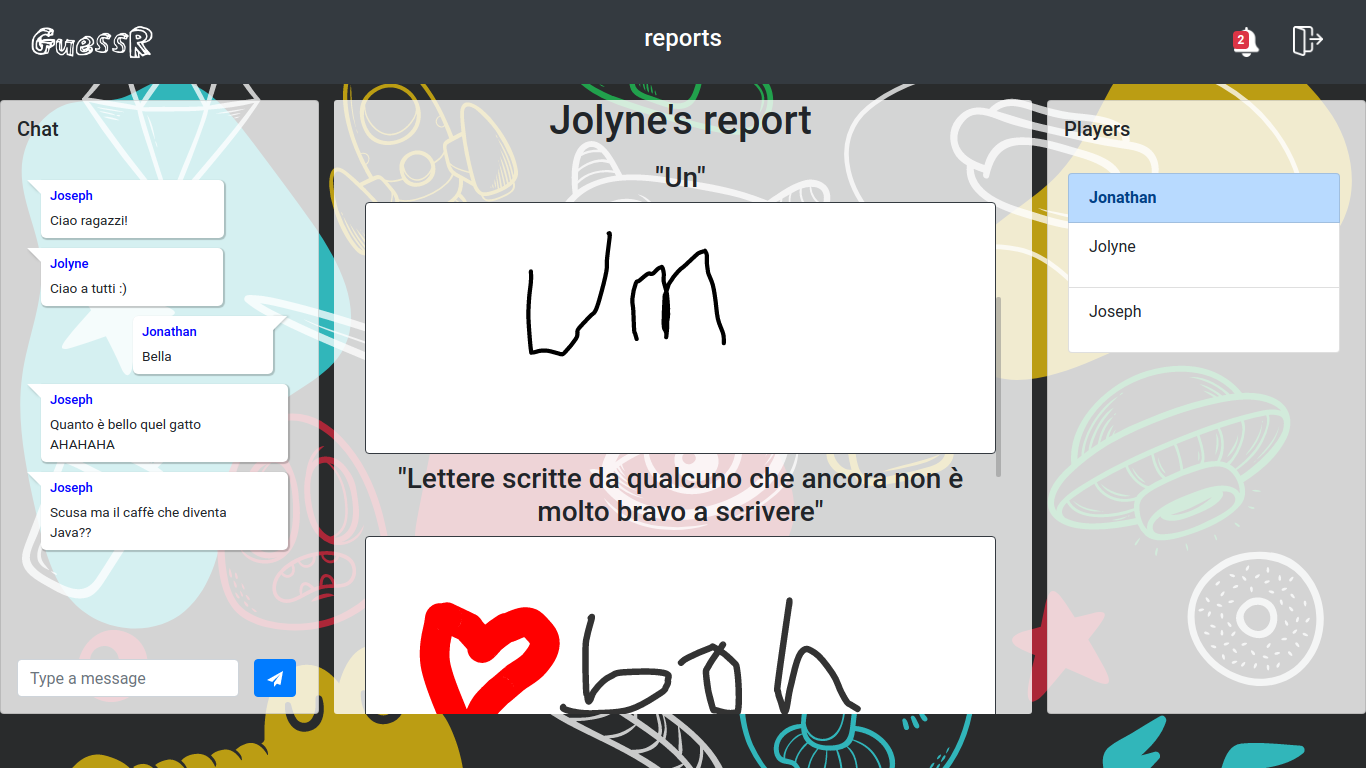 GuessR
reports
2
Chat
Joseph
Ciao ragazzi!
Jolyne
Ciao a tutti :)
Jonathan
Bella
Joseph
Quanto è bello quel gatto
AHAHAHA
Joseph
Scusa ma il caffè che diventa
Java??
Type a message
Jolyne's report
"Un"
Un
"Lettere scritte da qualcuno che ancora non è
molto bravo a scrivere"
boh
Players
Jonathan
Jolyne
Joseph